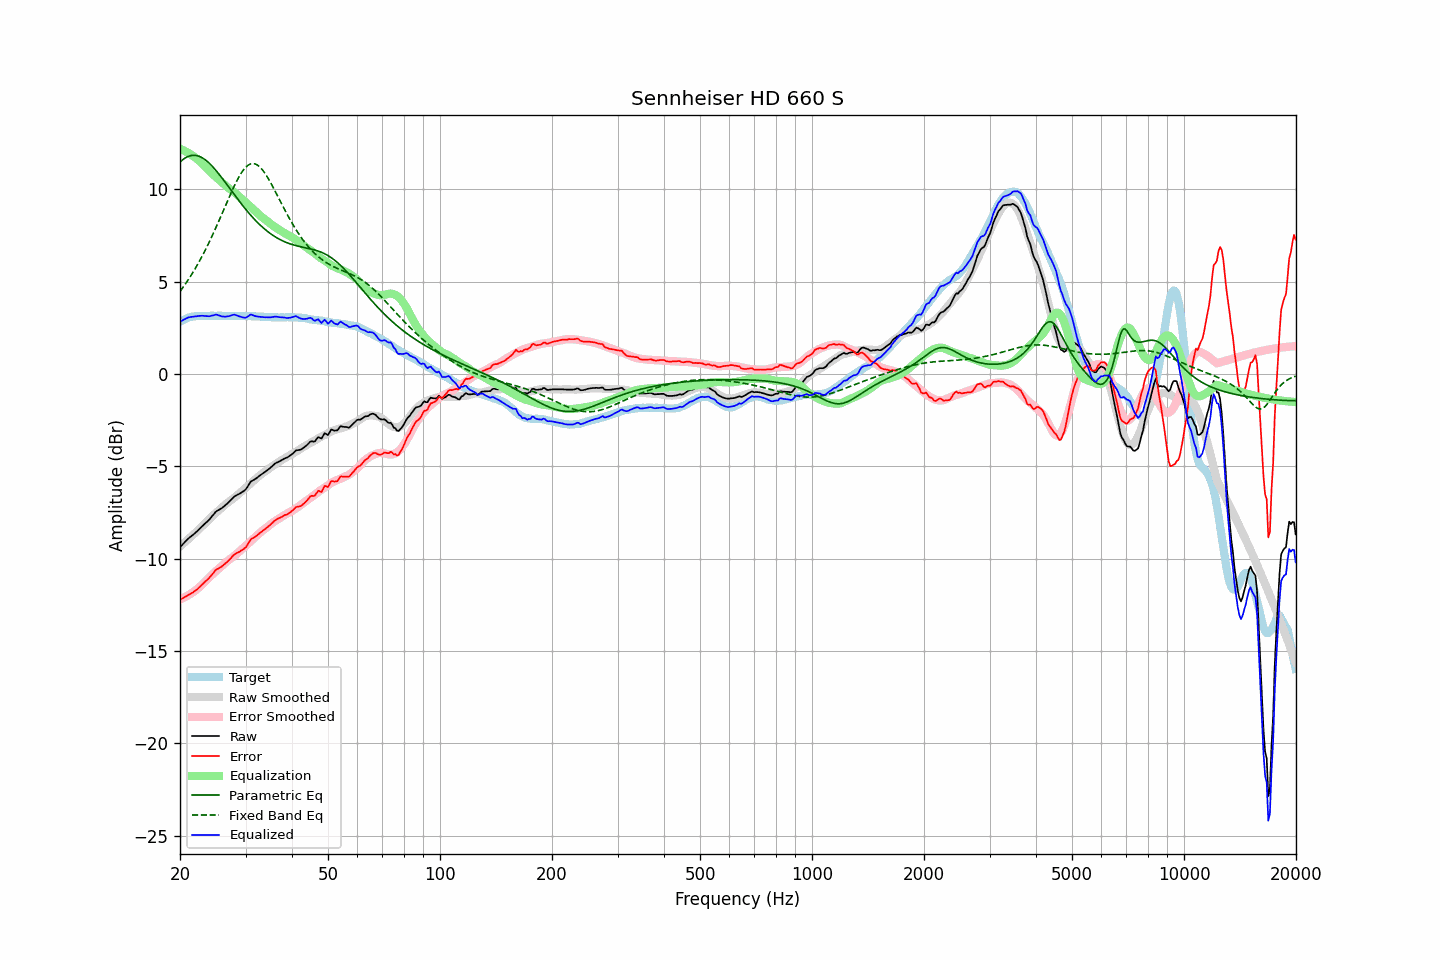 Sennheiser HD 660 S
Amplitude (dBr)
10
5
0
−5
−10
−15
−20
−25
Target
Raw Smoothed
Error Smoothed
Raw
Error
Equalization
Parametric Eq
Fixed Band Eq
Equalized
20 50 100 200 500 1000 2000 5000 10000 20000
Frequency (Hz)